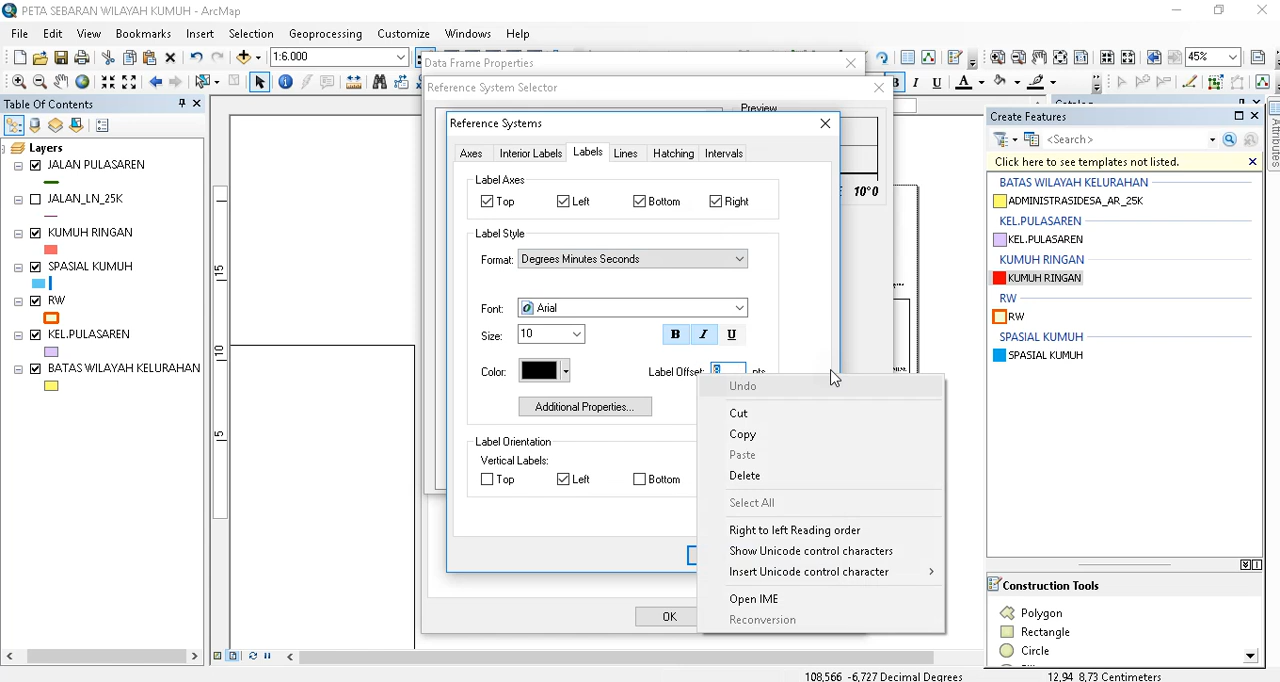 PETA SEBARAN WILAYAH KUMUH - ArcMap
File Edit View Bookmarks Insert Selection Geoprocessing Customize Windows Help
1:6.000
45%
Table Of Contents
Layers
JALAN PULASAREN
JALAN_LN_25K
KUMUH RINGAN
SPASIAL KUMUH
RW
KEL.PULASAREN
BATAS WILAYAH KELURAHAN
15
10
5
Data Frame Properties
Reference System Selector
Preview
10°0
Reference Systems
Axes Interior Labels Labels Lines Hatching Intervals
Label Axes
Top Left Bottom Right
Label Style
Format: Degrees Minutes Seconds
Font: Arial
Size: 10 B I U
Color: Label Offset: 8 pts
Additional Properties...
Label Orientation
Vertical Labels:
Top Left Bottom
OK
Undo
Cut
Copy
Paste
Delete
Select All
Right to left Reading order
Show Unicode control characters
Insert Unicode control character
Open IME
Reconversion
B I U A
Create Features
<Search>
Click here to see templates not listed.
BATAS WILAYAH KELURAHAN
ADMINISTRASIDESA_AR_25K
KEL.PULASAREN
KEL.PULASAREN
KUMUH RINGAN
KUMUH RINGAN
RW
RW
SPASIAL KUMUH
SPASIAL KUMUH
Construction Tools
Polygon
Rectangle
Circle
Attributes
108,566 -6,727 Decimal Degrees 12,94 8,73 Centimeters